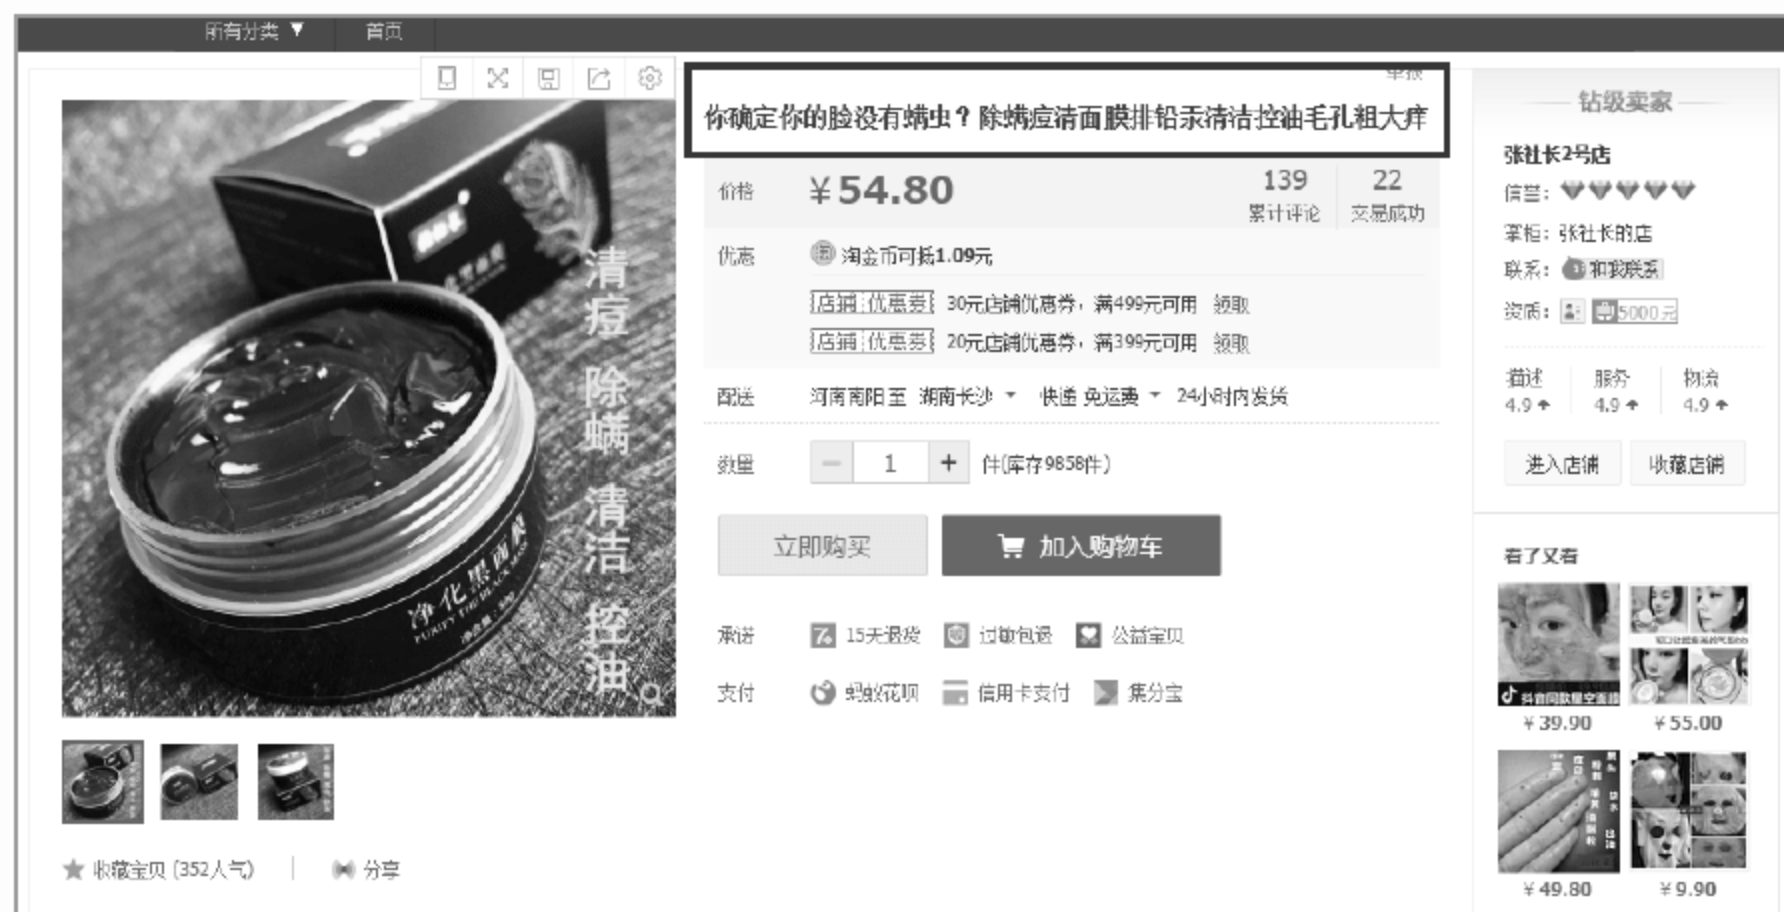 所有分类 ▼ 首页
举报
你确定你的脸没有螨虫？除螨痘清面膜排铅汞清洁控油毛孔粗大痒
价格 ¥54.80
139 累计评论
22 交易成功
优惠 淘金币可抵1.09元
店铺优惠券 30元店铺优惠券，满499元可用 领取
店铺优惠券 20元店铺优惠券，满399元可用 领取
配送 河南南阳 至 湖南长沙 快递 免运费 24小时内发货
数量 − 1 + 件(库存9858件)
立即购买 加入购物车
承诺 15天退货 过敏包退 公益宝贝
支付 蚂蚁花呗 信用卡支付 集分宝
清痘 除螨 清洁 控油
净化黑面膜
收藏宝贝 (352人气) 分享
钻级卖家
张社长2号店
信誉：
掌柜：张社长的店
联系：和我联系
资质：5000元
描述 服务 物流
4.9 4.9 4.9
进入店铺 收藏店铺
看了又看
¥39.90 ¥55.00
¥49.80 ¥9.90